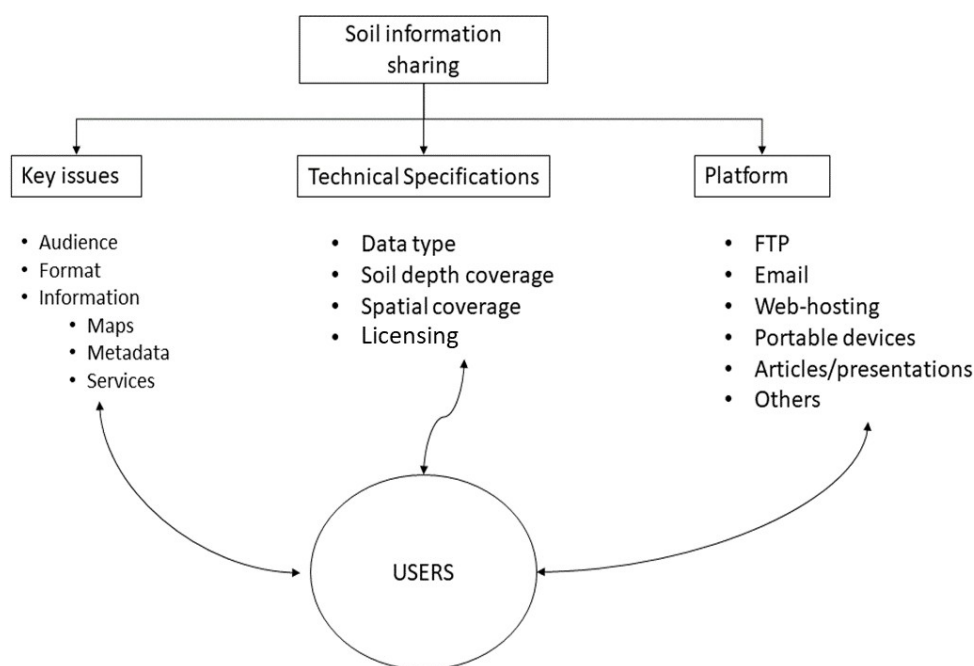 Soil information
sharing
Key issues
Technical Specifications
Platform
• Audience
• Format
• Information
• Maps
• Metadata
• Services
• Data type
• Soil depth coverage
• Spatial coverage
• Licensing
• FTP
• Email
• Web-hosting
• Portable devices
• Articles/presentations
• Others
USERS